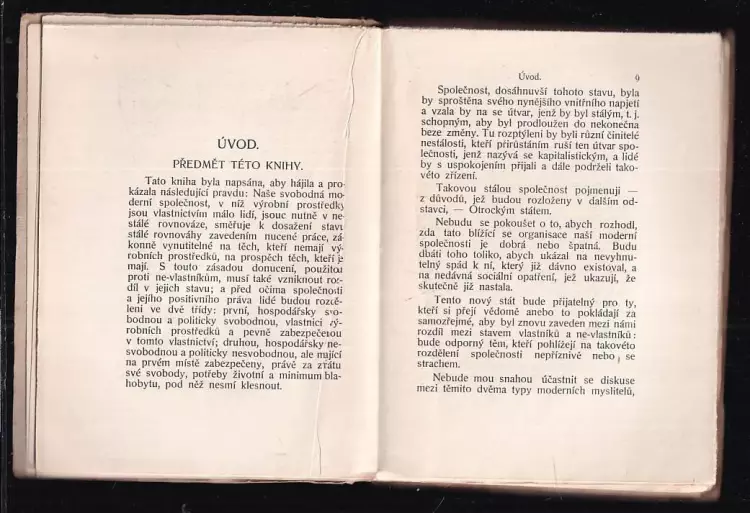 ÚVOD.
PŘEDMĚT TÉTO KNIHY.
Tato kniha byla napsána, aby hájila a pro-
kázala následující pravdu: Naše svobodná mo-
derní společnost, v níž výrobní prostředky
jsou vlastnictvím málo lidí, jsouc nutně v ne-
stálé rovnováze, směřuje k dosažení stavu
stálé rovnováhy zavedením nucené práce, zá-
konně vynutitelné na těch, kteří nemají vý-
robních prostředků, na prospěch těch, kteří je
mají. S touto zásadou donucení, použitou
proti ne-vlastníkům, musí také vzniknout roz-
díl v jejich stavu; a před očima společnosti
a jejího positivního práva lidé budou rozdě-
leni ve dvě třídy: první, hospodářsky svo-
bodnou a politicky svobodnou, vlastnící vý-
robních prostředků a pevně zabezpečenou
v tomto vlastnictví; druhou, hospodářsky ne-
svobodnou a politicky nesvobodnou, ale mající
na prvém místě zabezpečeny, právě za ztrátu
své svobody, potřeby životní a minimum bla-
hobytu, pod něž nesmí klesnout.
Úvod. 9
Společnost, dosáhnuvší tohoto stavu, byla
by sproštěna svého nynějšího vnitřního napjetí
a vzala by na se útvar, jenž by byl stálým, t. j.
schopným, aby byl prodloužen do nekonečna
beze změny. Tu rozptýleni by byli různí činitelé
nestálosti, kteří přirůstáním ruší ten útvar spo-
lečnosti, jenž nazývá se kapitalistickým, a lidé
by s uspokojením přijali a dále podrželi tako-
véto zřízení.
Takovou stálou společnost pojmenuji —
z důvodů, jež budou rozloženy v dalším od-
stavci, — Otrockým státem.
Nebudu se pokoušet o to, abych rozhodl,
zda tato blížící se organisace naší moderní
společnosti je dobrá nebo špatná. Budu
dbáti toho toliko, abych ukázal na nevyhnu-
telný spád k ní, který již dávno existoval, a
na nedávná sociální opatření, jež ukazují, že
skutečně již nastala.
Tento nový stát bude přijatelný pro ty,
kteří si přejí vědomě anebo to pokládají za
samozřejmé, aby byl znovu zaveden mezi námi
rozdíl mezi stavem vlastníků a ne-vlastníků:
bude odporný těm, kteří pohlížejí na takovéto
rozdělení společnosti nepříznivě nebo se
strachem.
Nebude mou snahou účastnit se diskuse
mezi těmito dvěma typy moderních myslitelů,